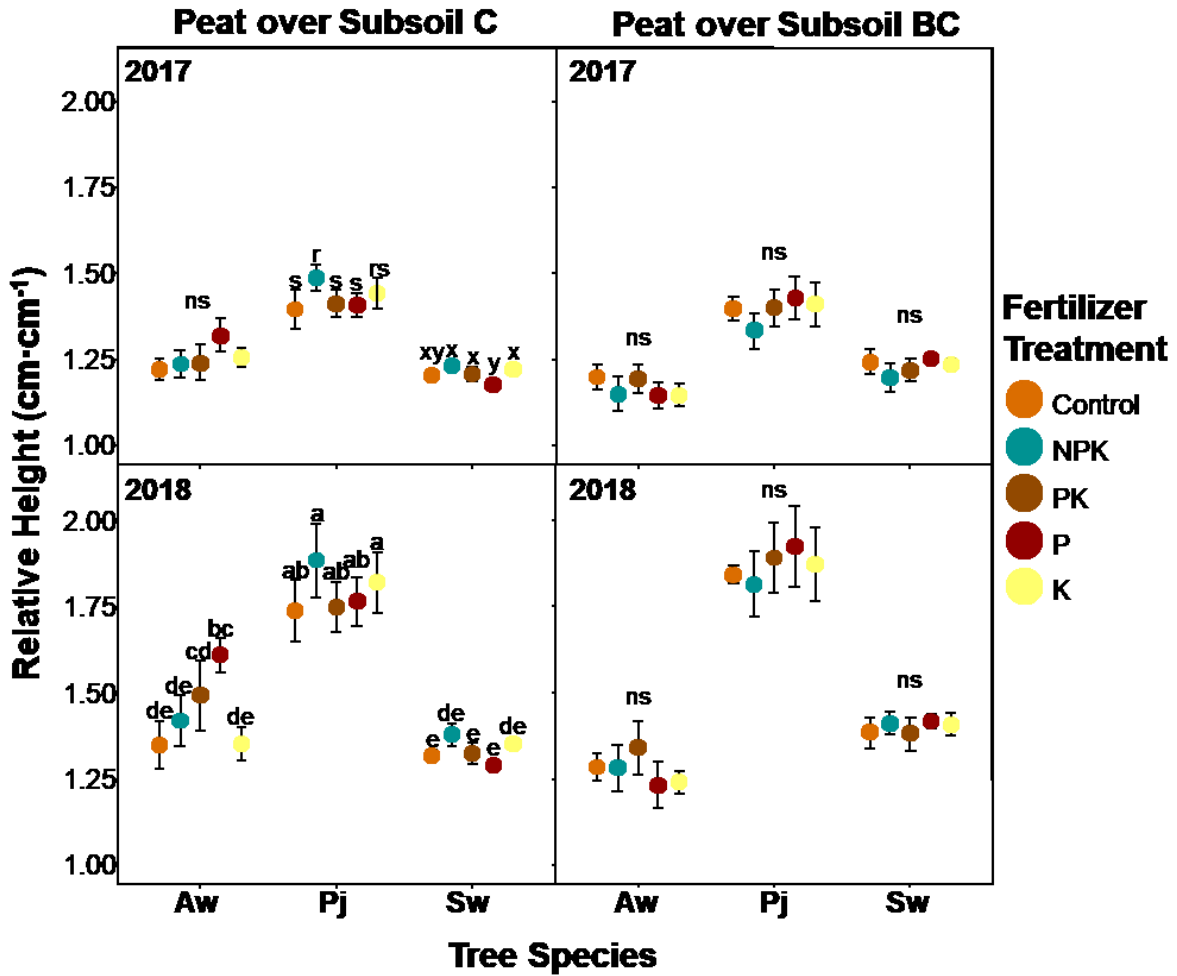 Peat over Subsoil C
Peat over Subsoil BC
Relative Height (cm·cm⁻¹)
2017
2.00
1.75
1.50
1.25
1.00
ns
s
r
s
s
rs
xy
x
x
y
x
2017
ns
ns
ns
2018
2.00
1.75
1.50
1.25
1.00
de
de
cd
bc
de
ab
a
ab
ab
a
e
de
e
e
de
2018
ns
ns
ns
Aw
Pj
Sw
Aw
Pj
Sw
Tree Species
Fertilizer
Treatment
Control
NPK
PK
P
K